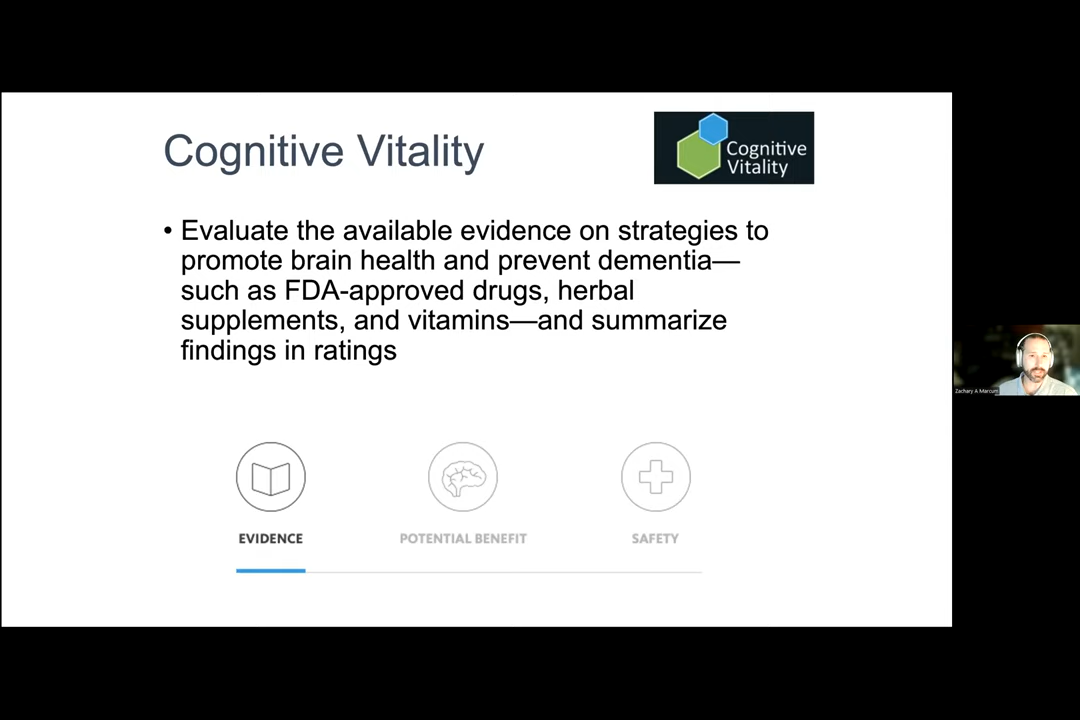 Cognitive Vitality
Cognitive
Vitality
• Evaluate the available evidence on strategies to
promote brain health and prevent dementia—
such as FDA-approved drugs, herbal
supplements, and vitamins—and summarize
findings in ratings
EVIDENCE
POTENTIAL BENEFIT
SAFETY
Zachary A Marcum